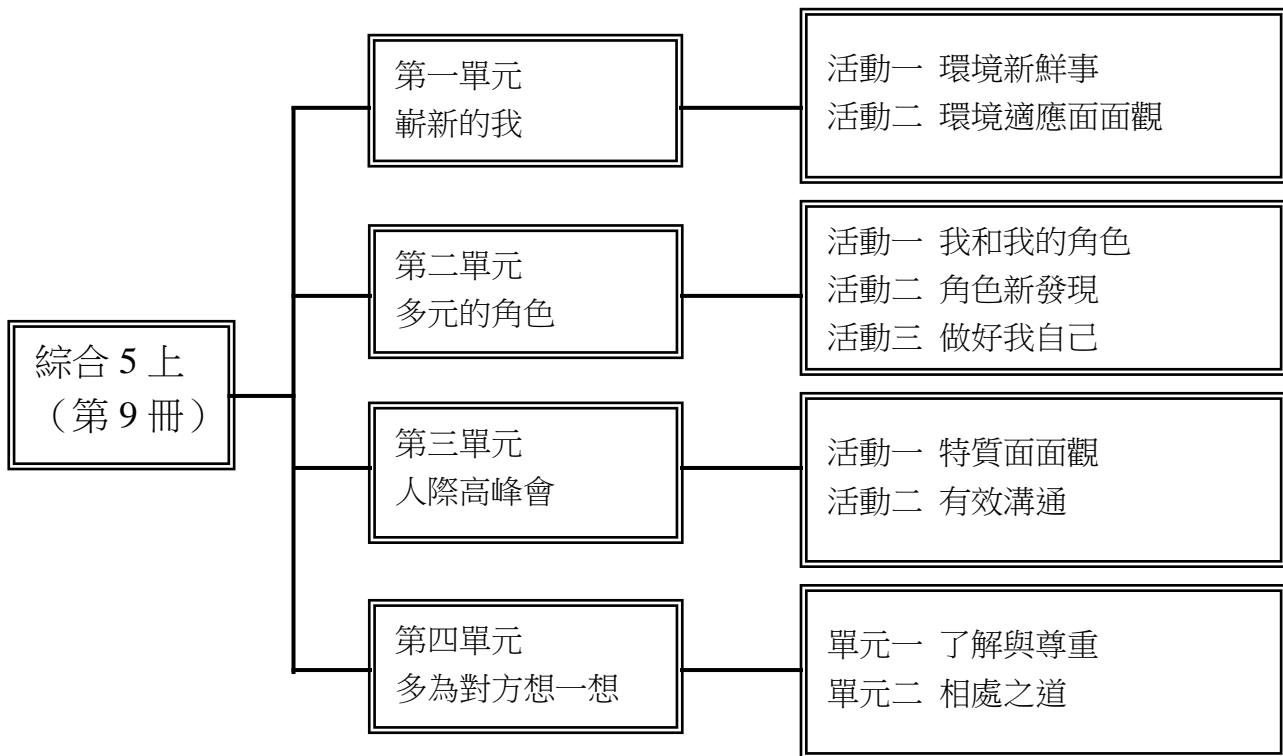 綜合 5 上
（第 9 冊）
第一單元
嶄新的我
活動一 環境新鮮事
活動二 環境適應面面觀
第二單元
多元的角色
活動一 我和我的角色
活動二 角色新發現
活動三 做好我自己
第三單元
人際高峰會
活動一 特質面面觀
活動二 有效溝通
第四單元
多為對方想一想
單元一 了解與尊重
單元二 相處之道